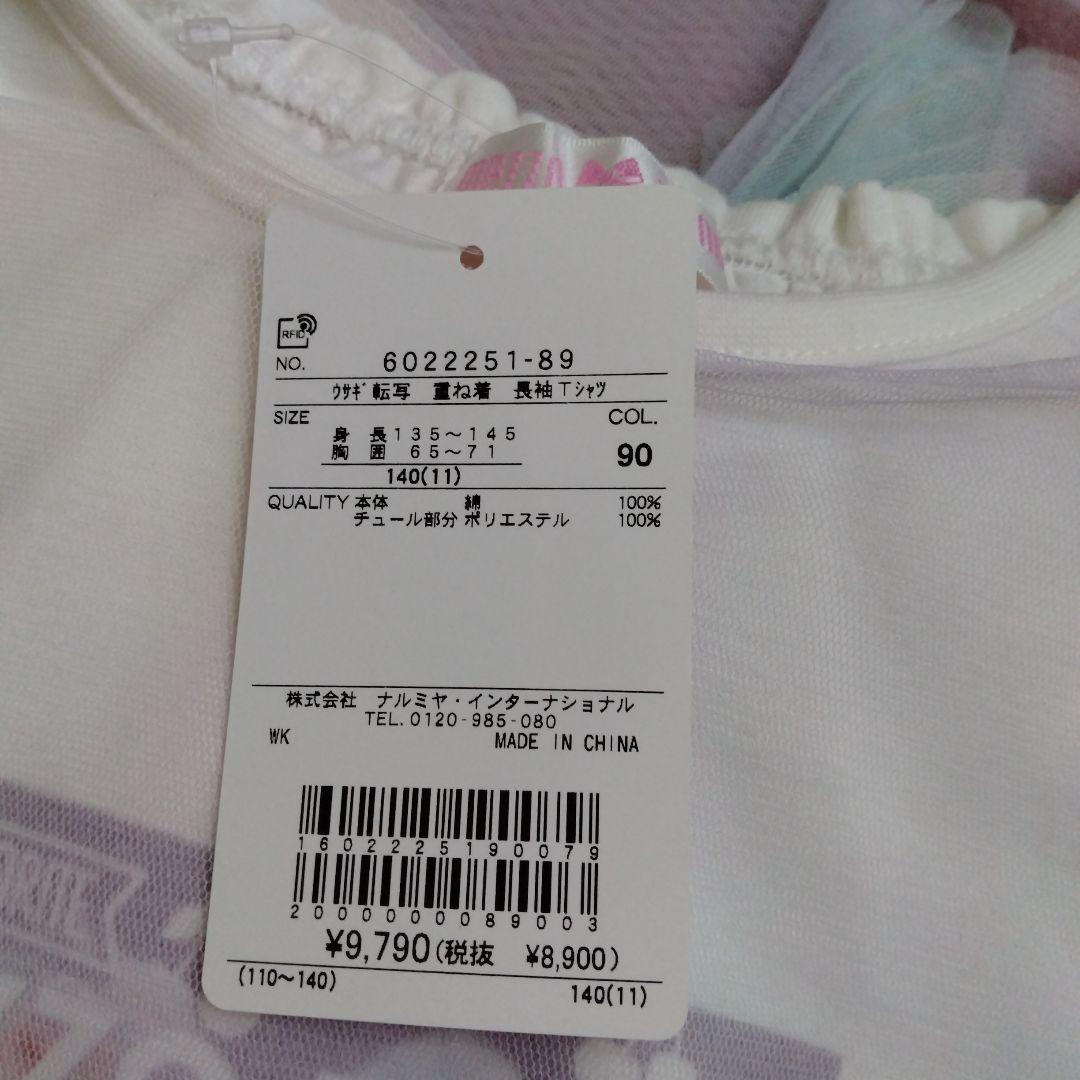 RFID
NO. 6022251-89
ｳｻｷﾞ転写 重ね着 長袖Tｼｬﾂ
SIZE COL.
身 長 135～145
胸 囲 65～71 90
140(11)
QUALITY 本体 綿 100%
チュール部分 ポリエステル 100%
株式会社 ナルミヤ・インターナショナル
TEL.0120-985-080
WK MADE IN CHINA
1602225190079
2000000089003
¥9,790(税抜 ¥8,900)
(110～140) 140(11)